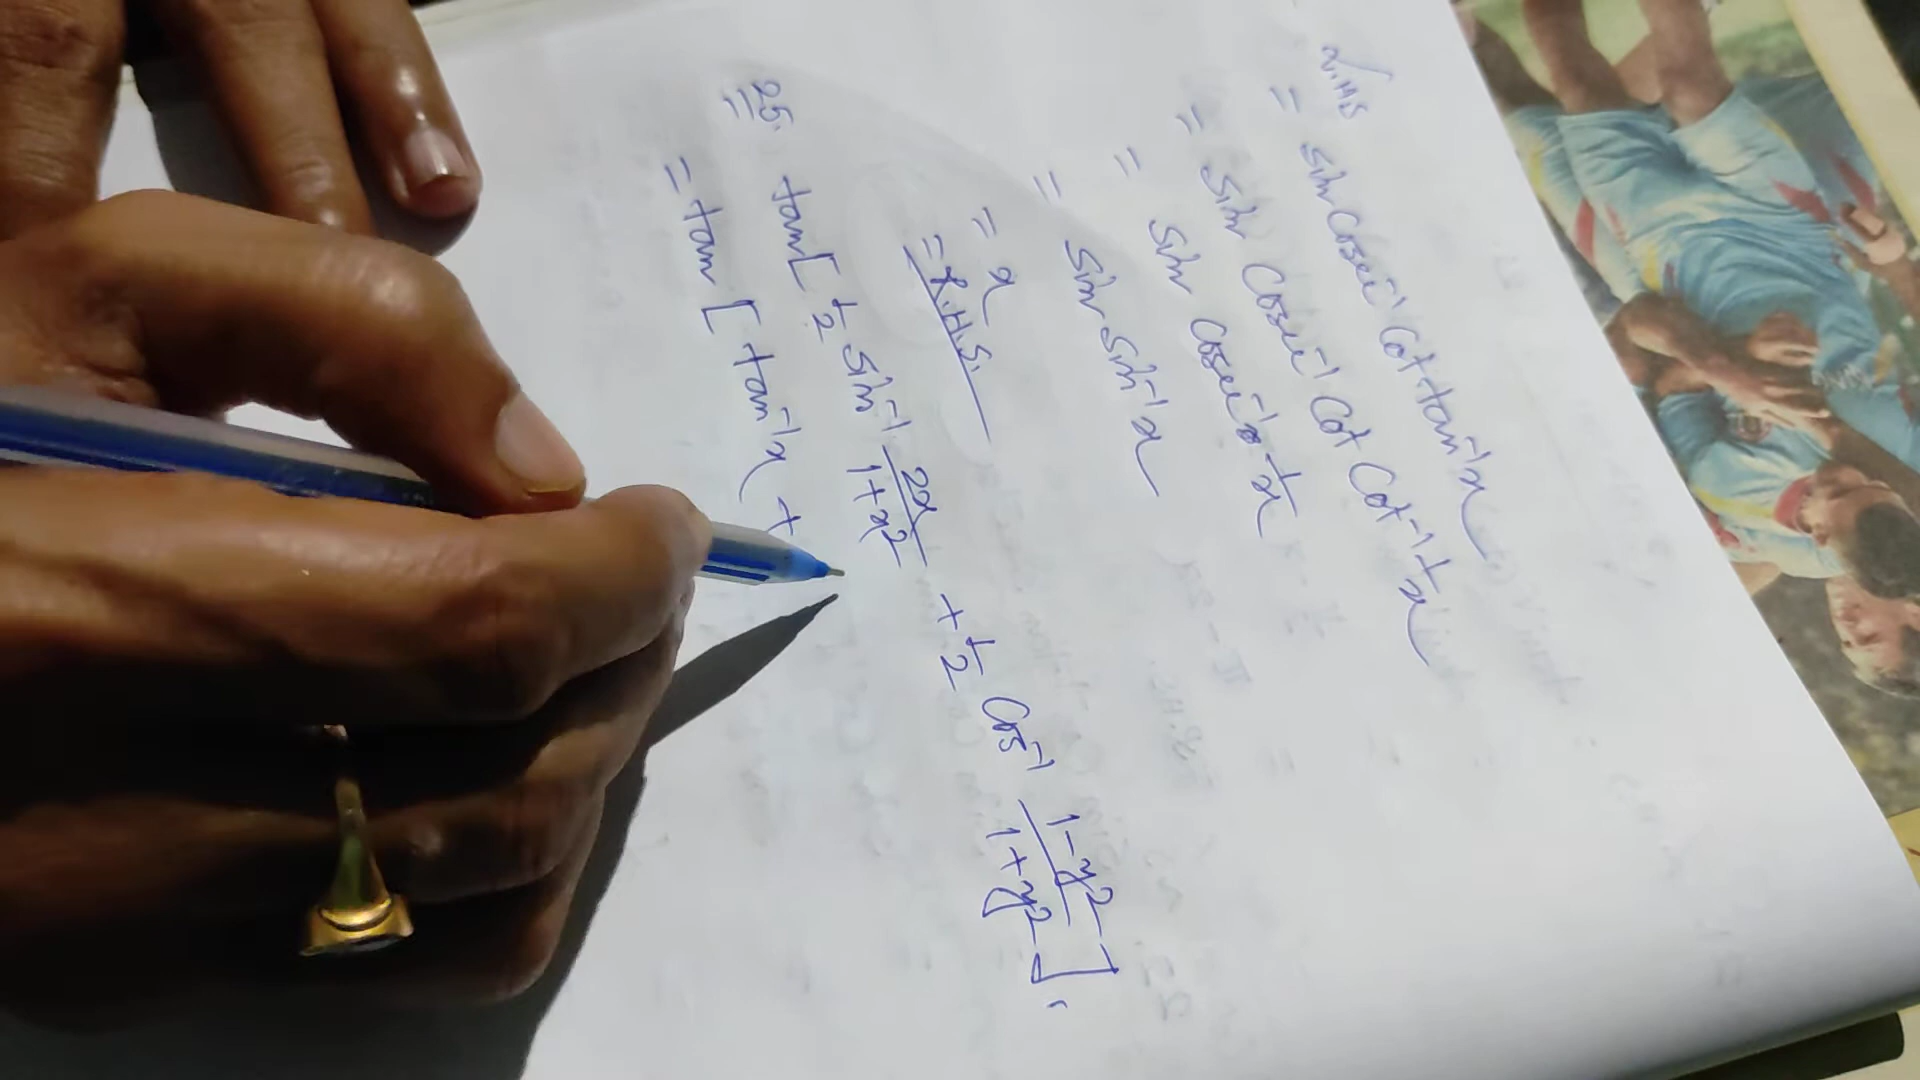 L.H.S
= sin Cosec⁻¹ Cot tan⁻¹x
= sin Cosec⁻¹ Cot Cot⁻¹ 1/x
= sin Cosec⁻¹ 1/x
= sin sin⁻¹x
= x
= R.H.S.
25. tan[ 1/2 sin⁻¹ 2x/1+x² + 1/2 Cos⁻¹ 1-y²/1+y² ],
= tan [ tan⁻¹x +